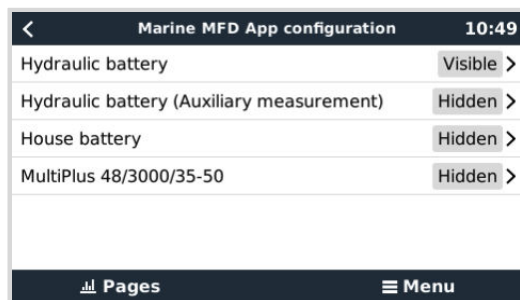 Marine MFD App configuration 10:49
Hydraulic battery Visible
Hydraulic battery (Auxiliary measurement) Hidden
House battery Hidden
MultiPlus 48/3000/35-50 Hidden
Pages Menu